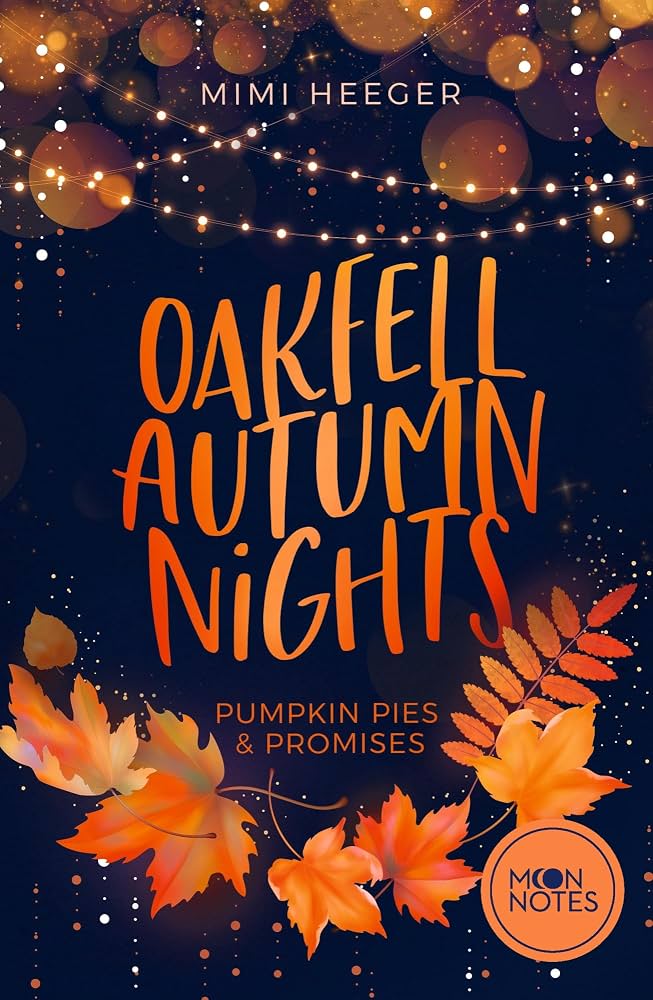 MIMI HEEGER
OAKFELL
AUTUMN
NiGHTS
PUMPKIN PIES
& PROMISES
MOON
NOTES